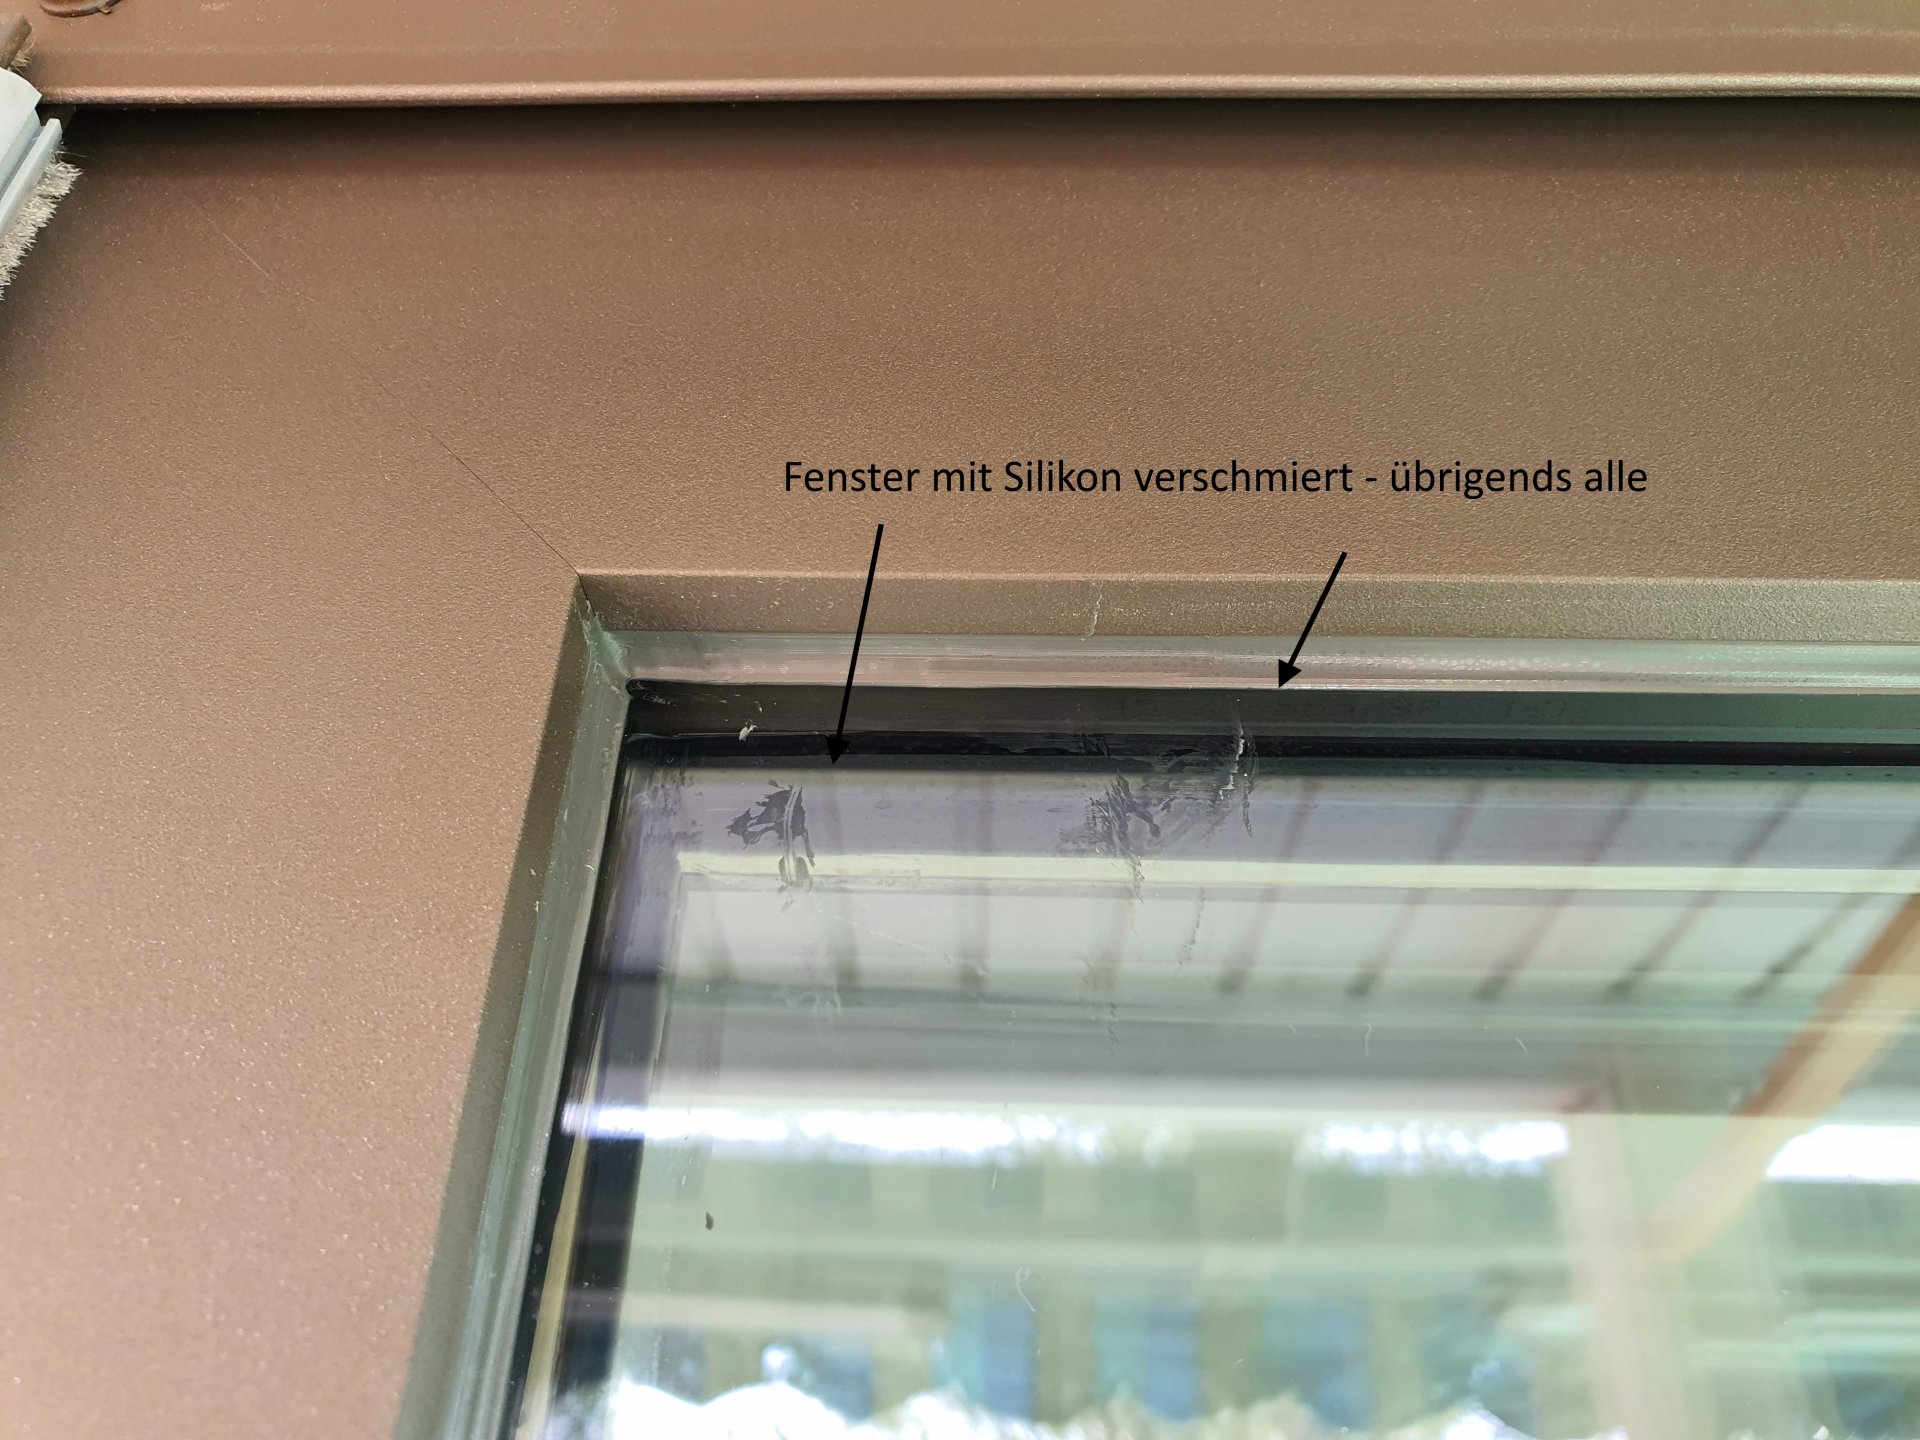 Fenster mit Silikon verschmiert - übrigends alle